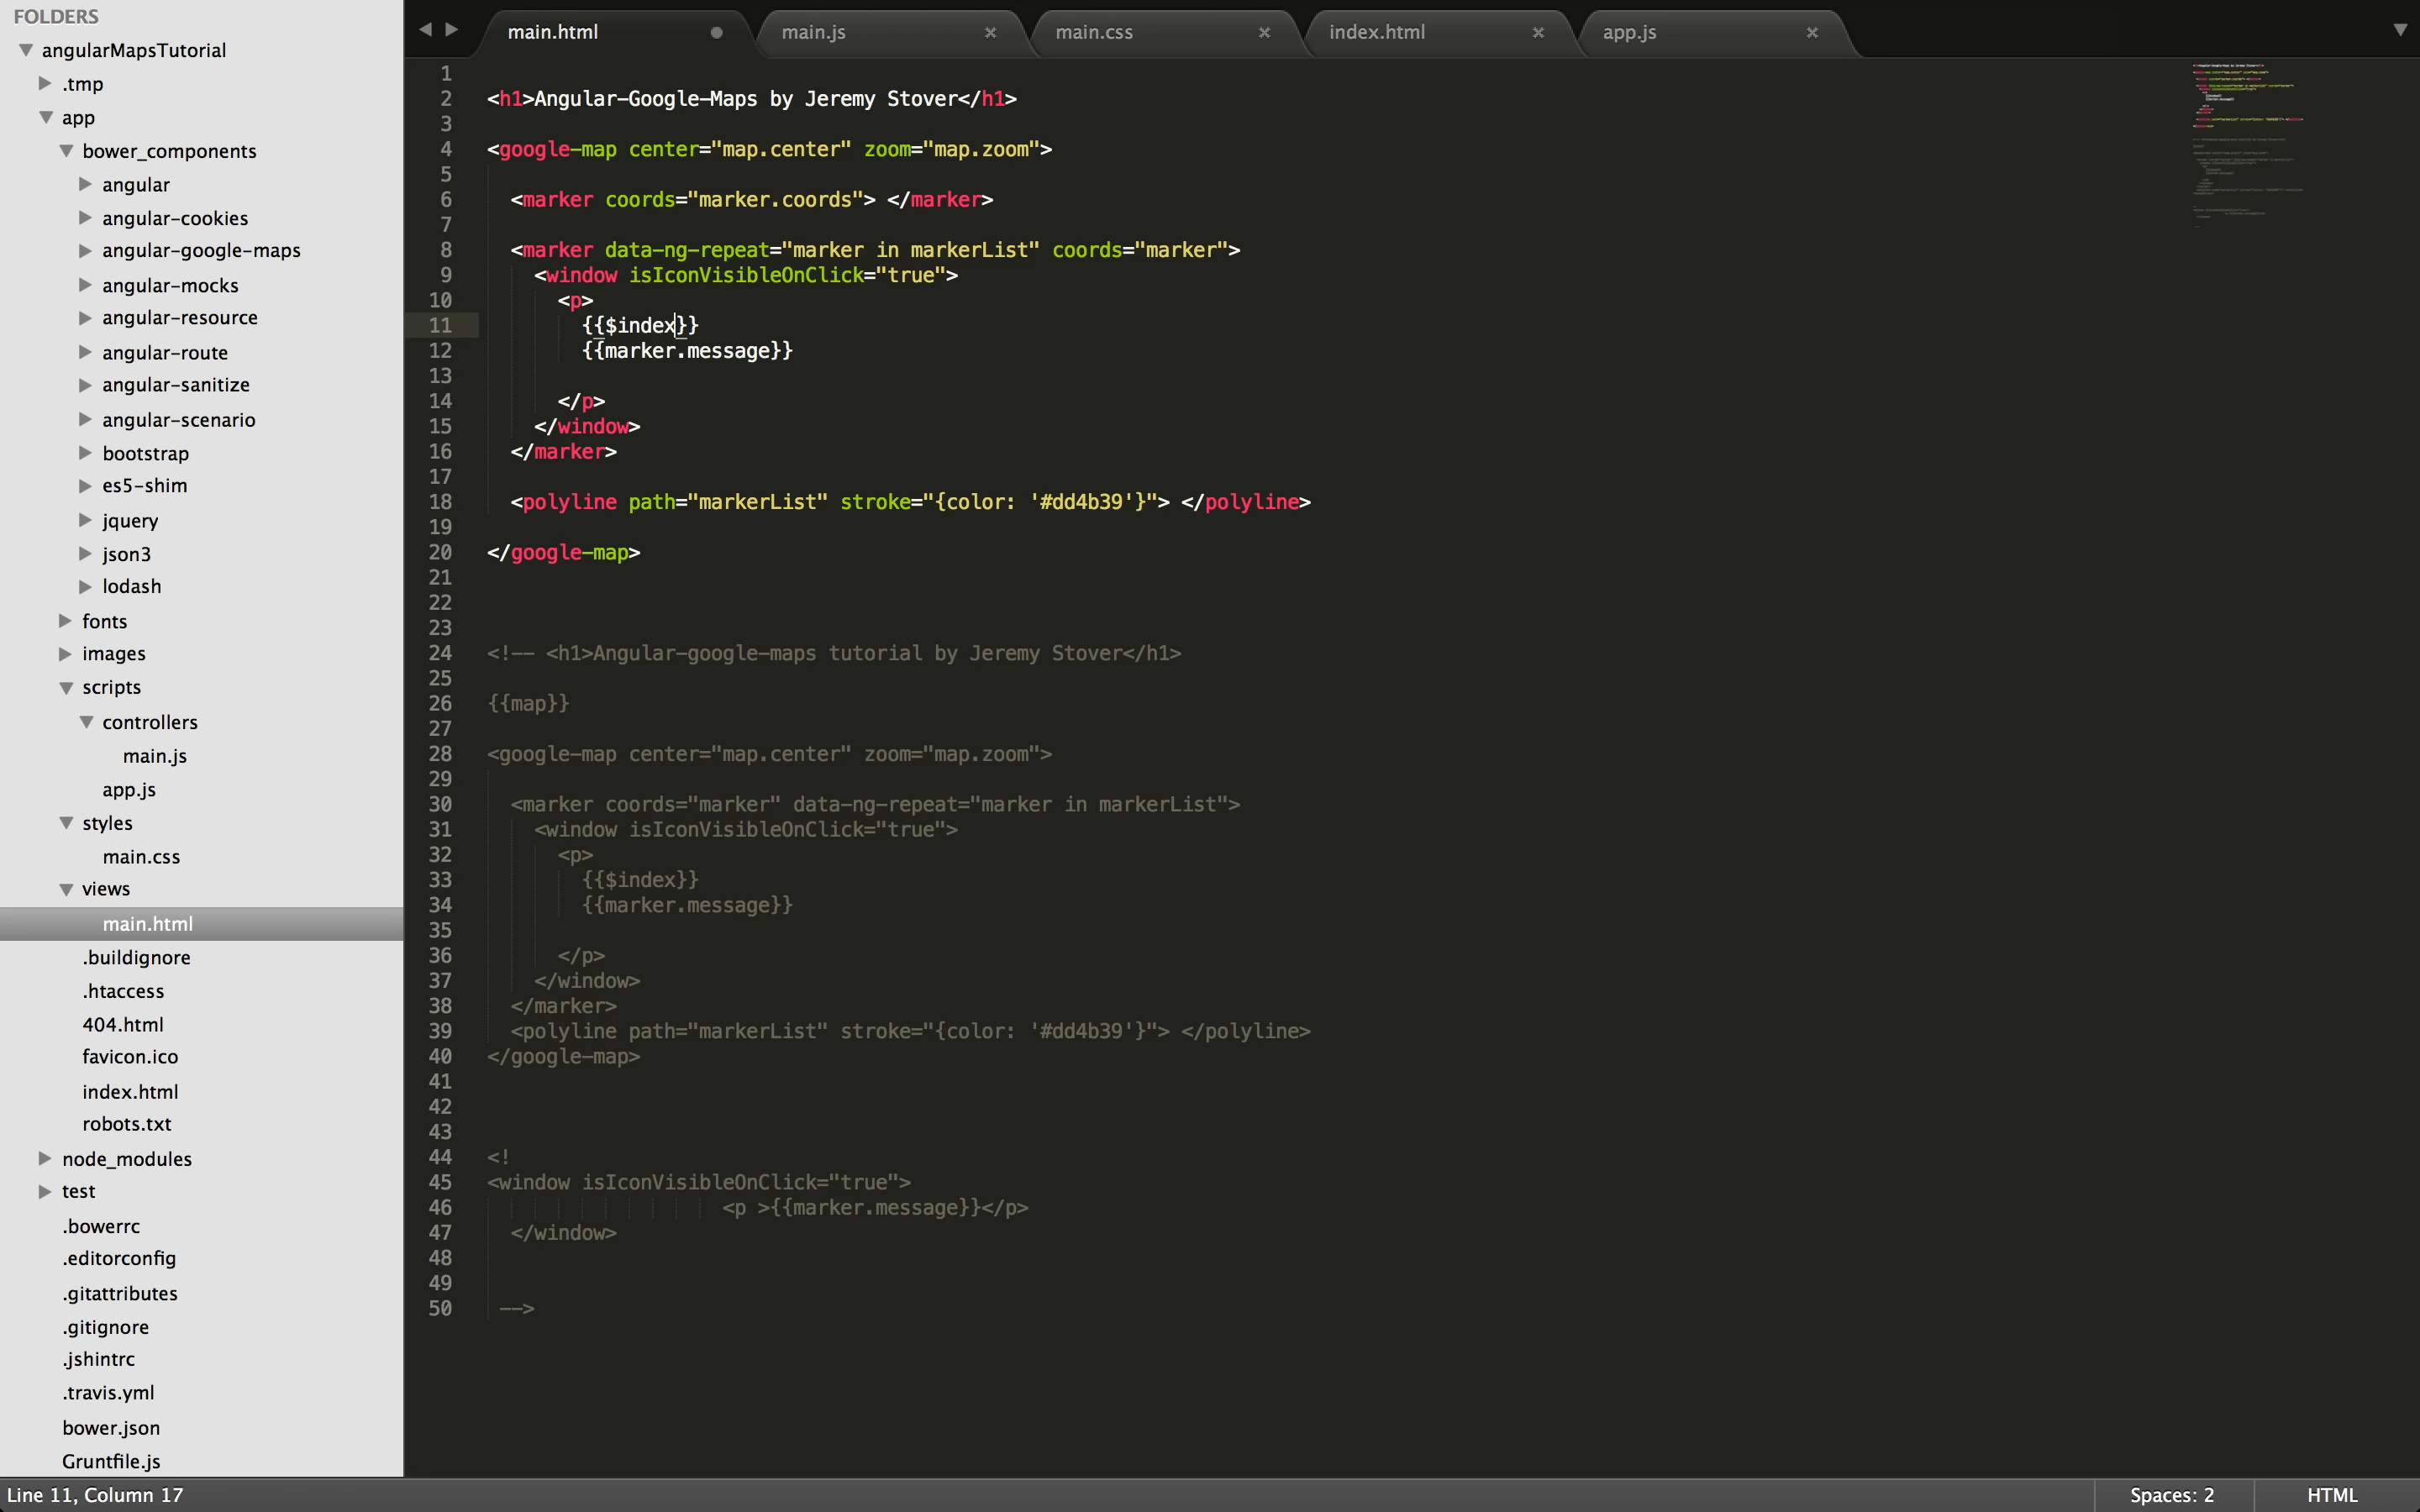 FOLDERS
angularMapsTutorial
.tmp
app
bower_components
angular
angular-cookies
angular-google-maps
angular-mocks
angular-resource
angular-route
angular-sanitize
angular-scenario
bootstrap
es5-shim
jquery
json3
lodash
fonts
images
scripts
controllers
main.js
app.js
styles
main.css
views
main.html
.buildignore
.htaccess
404.html
favicon.ico
index.html
robots.txt
node_modules
test
.bowerrc
.editorconfig
.gitattributes
.gitignore
.jshintrc
.travis.yml
bower.json
Gruntfile.js
main.html main.js main.css index.html app.js
1
2 <h1>Angular-Google-Maps by Jeremy Stover</h1>
3
4 <google-map center="map.center" zoom="map.zoom">
5
6 <marker coords="marker.coords"> </marker>
7
8 <marker data-ng-repeat="marker in markerList" coords="marker">
9 <window isIconVisibleOnClick="true">
10 <p>
11 {{$index}}
12 {{marker.message}}
13
14 </p>
15 </window>
16 </marker>
17
18 <polyline path="markerList" stroke="{color: '#dd4b39'}"> </polyline>
19
20 </google-map>
21
22
23
24 <!-- <h1>Angular-google-maps tutorial by Jeremy Stover</h1>
25
26 {{map}}
27
28 <google-map center="map.center" zoom="map.zoom">
29
30 <marker coords="marker" data-ng-repeat="marker in markerList">
31 <window isIconVisibleOnClick="true">
32 <p>
33 {{$index}}
34 {{marker.message}}
35
36 </p>
37 </window>
38 </marker>
39 <polyline path="markerList" stroke="{color: '#dd4b39'}"> </polyline>
40 </google-map>
41
42
43
44 <!
45 <window isIconVisibleOnClick="true">
46 <p >{{marker.message}}</p>
47 </window>
48
49
50 -->
Line 11, Column 17 Spaces: 2 HTML